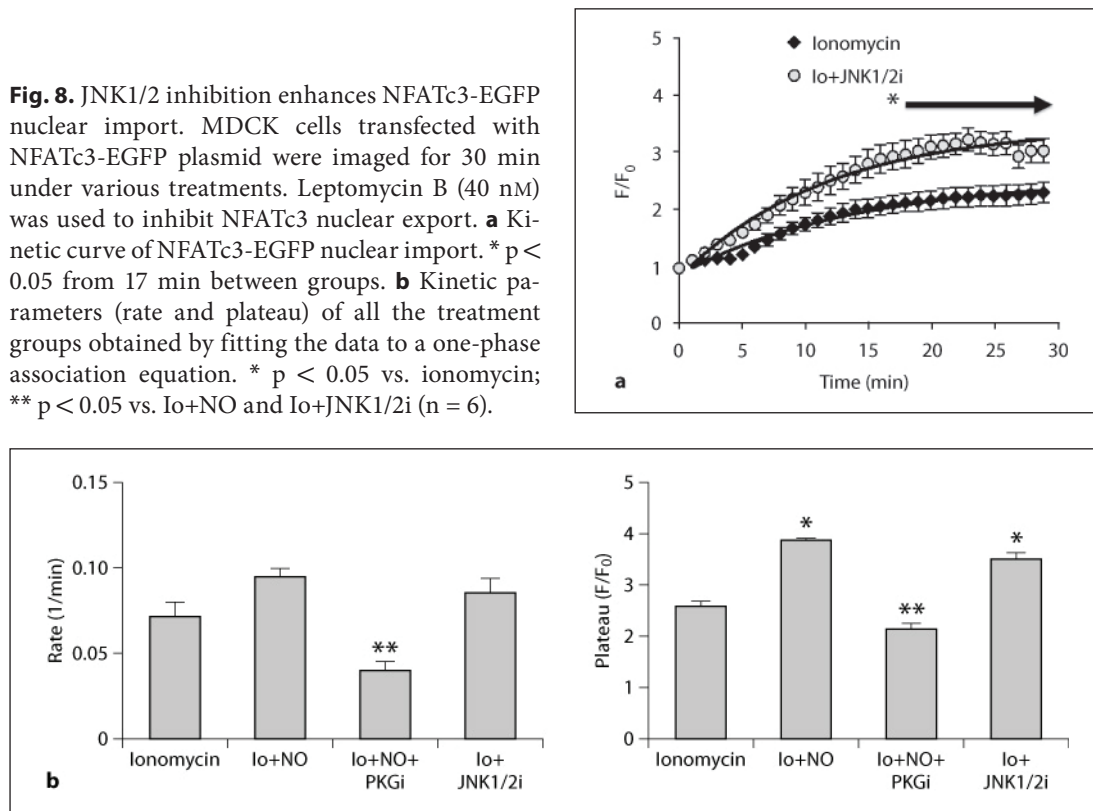 Fig. 8. JNK1/2 inhibition enhances NFATc3-EGFP
nuclear import. MDCK cells transfected with
NFATc3-EGFP plasmid were imaged for 30 min
under various treatments. Leptomycin B (40 nM)
was used to inhibit NFATc3 nuclear export. a Ki-
netic curve of NFATc3-EGFP nuclear import. * p <
0.05 from 17 min between groups. b Kinetic pa-
rameters (rate and plateau) of all the treatment
groups obtained by fitting the data to a one-phase
association equation. * p < 0.05 vs. ionomycin;
** p < 0.05 vs. Io+NO and Io+JNK1/2i (n = 6).
Ionomycin
Io+JNK1/2i
*
F/F0
5
4
3
2
1
0
0 5 10 15 20 25 30
Time (min)
a
Rate (1/min)
0.15
0.10
0.05
0
**
Ionomycin Io+NO Io+NO+ Io+
PKGi JNK1/2i
b
Plateau (F/F0)
5
4
3
2
1
0
* ** *
Ionomycin Io+NO Io+NO+ Io+
PKGi JNK1/2i